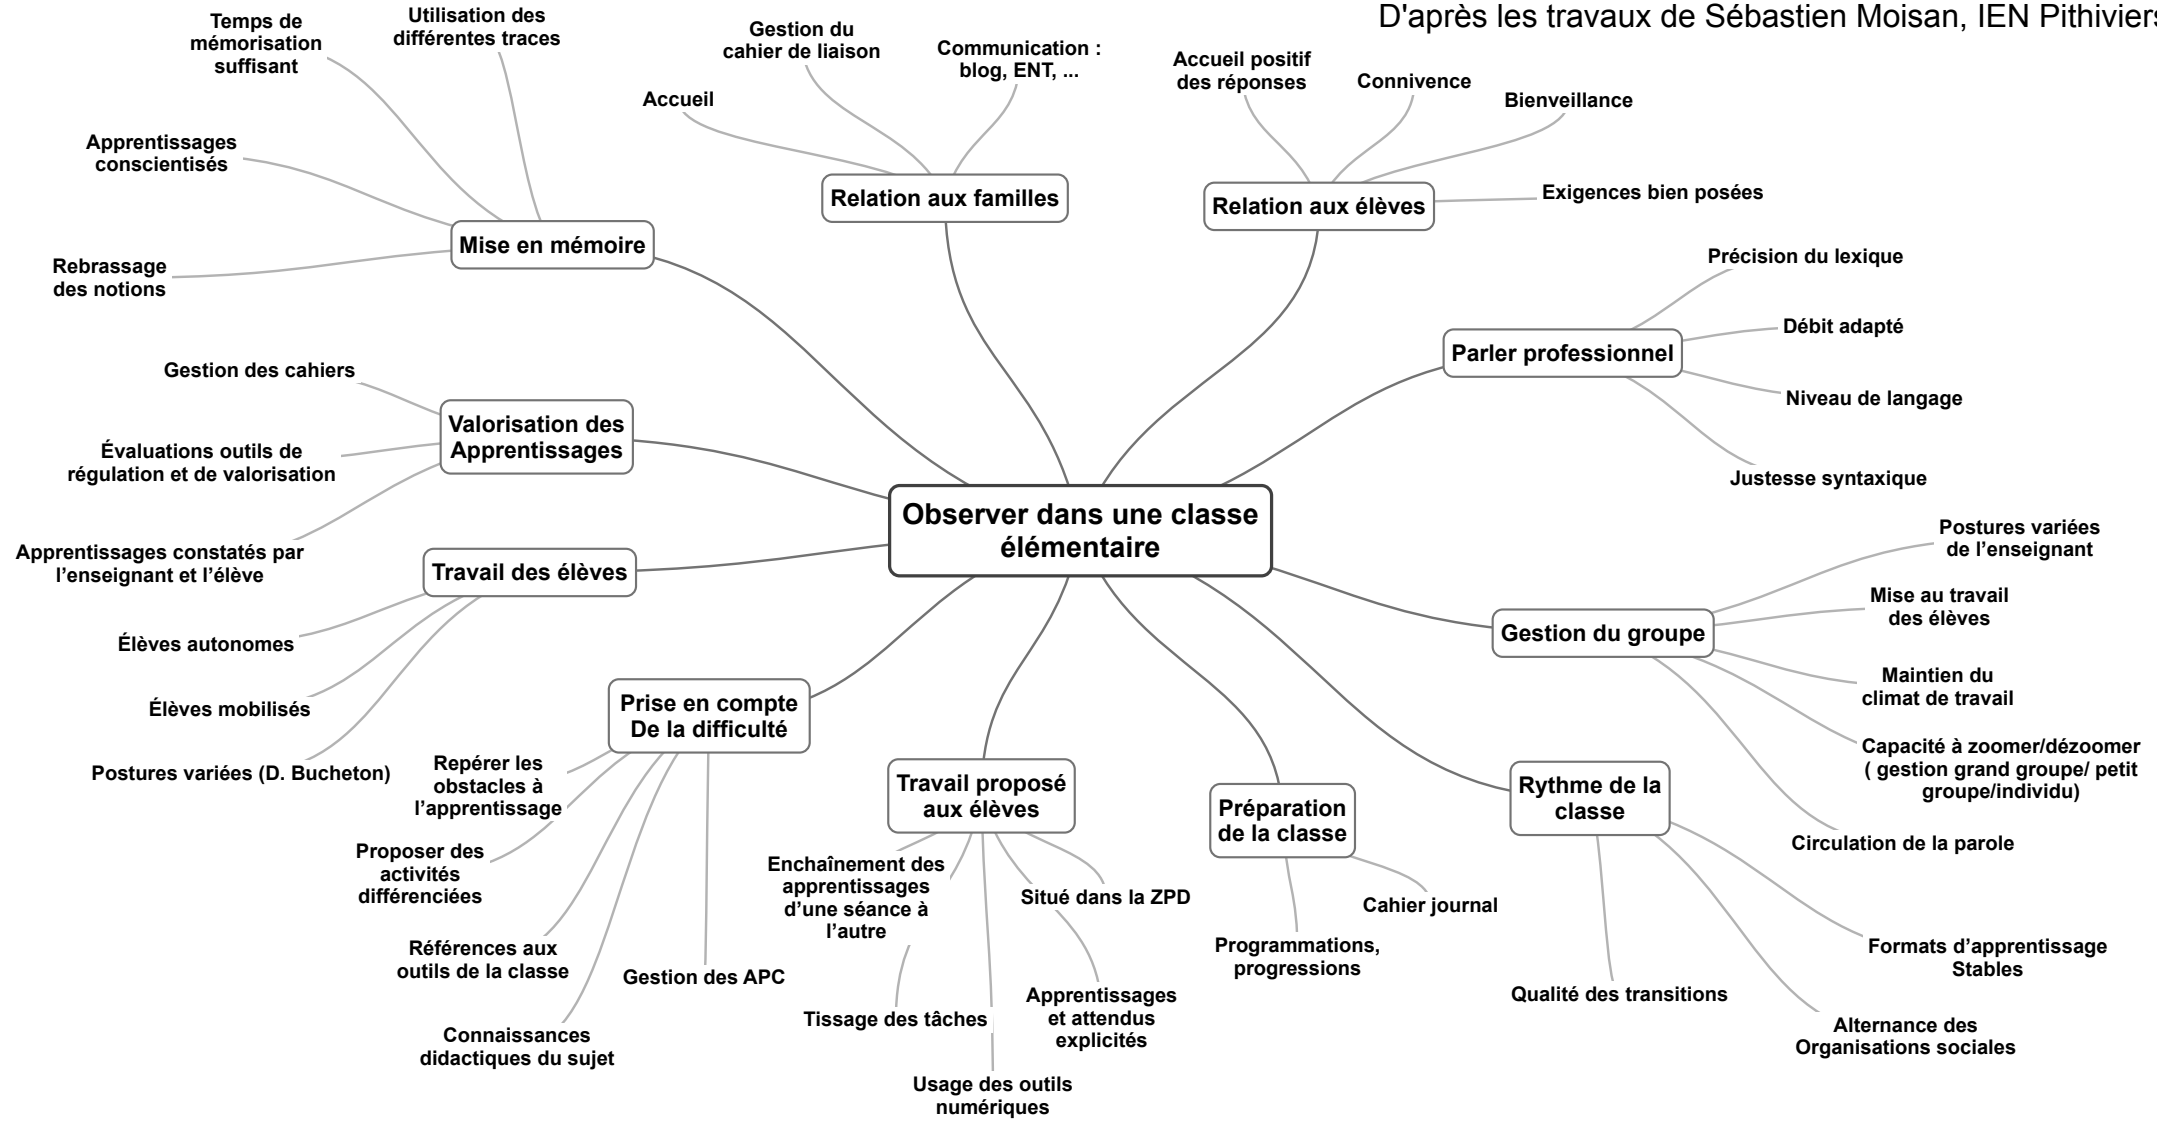 D'après les travaux de Sébastien Moisan, IEN Pithiviers
Temps de
mémorisation
suffisant
Utilisation des
différentes traces
Apprentissages
conscientisés
Rebrassage
des notions
Mise en mémoire
Accueil
Gestion du
cahier de liaison
Communication :
blog, ENT, ...
Relation aux familles
Accueil positif
des réponses
Connivence
Bienveillance
Exigences bien posées
Relation aux élèves
Précision du lexique
Débit adapté
Niveau de langage
Justesse syntaxique
Parler professionnel
Gestion des cahiers
Évaluations outils de
régulation et de valorisation
Apprentissages constatés par
l’enseignant et l’élève
Valorisation des
Apprentissages
Observer dans une classe
élémentaire
Travail des élèves
Élèves autonomes
Élèves mobilisés
Postures variées (D. Bucheton)
Gestion du groupe
Postures variées
de l’enseignant
Mise au travail
des élèves
Maintien du
climat de travail
Capacité à zoomer/dézoomer
( gestion grand groupe/ petit
groupe/individu)
Circulation de la parole
Prise en compte
De la difficulté
Repérer les
obstacles à
l’apprentissage
Proposer des
activités
différenciées
Références aux
outils de la classe
Connaissances
didactiques du sujet
Gestion des APC
Travail proposé
aux élèves
Enchaînement des
apprentissages
d’une séance à
l’autre
Tissage des tâches
Usage des outils
numériques
Situé dans la ZPD
Apprentissages
et attendus
explicités
Préparation
de la classe
Programmations,
progressions
Cahier journal
Rythme de la
classe
Qualité des transitions
Formats d’apprentissage
Stables
Alternance des
Organisations sociales